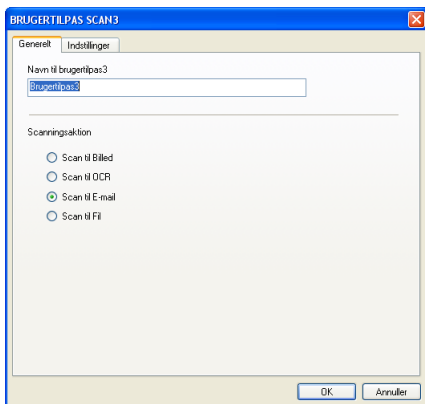 BRUGERTILPAS SCAN3
Generelt Indstillinger
Navn til brugertilpas3
Brugertilpas3
Scanningsaktion
Scan til Billed
Scan til OCR
Scan til E-mail
Scan til Fil
OK Annuller